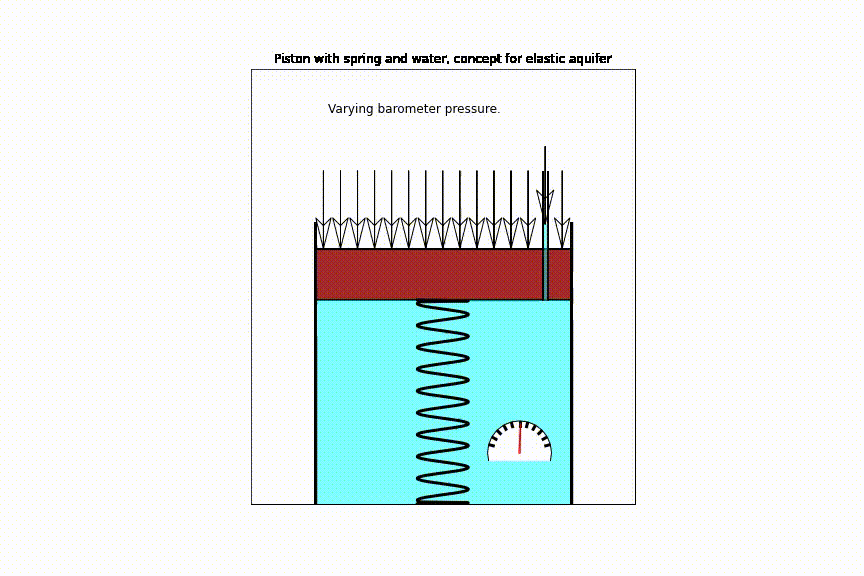 Piston with spring and water, concept for elastic aquifer
Varying barometer pressure.